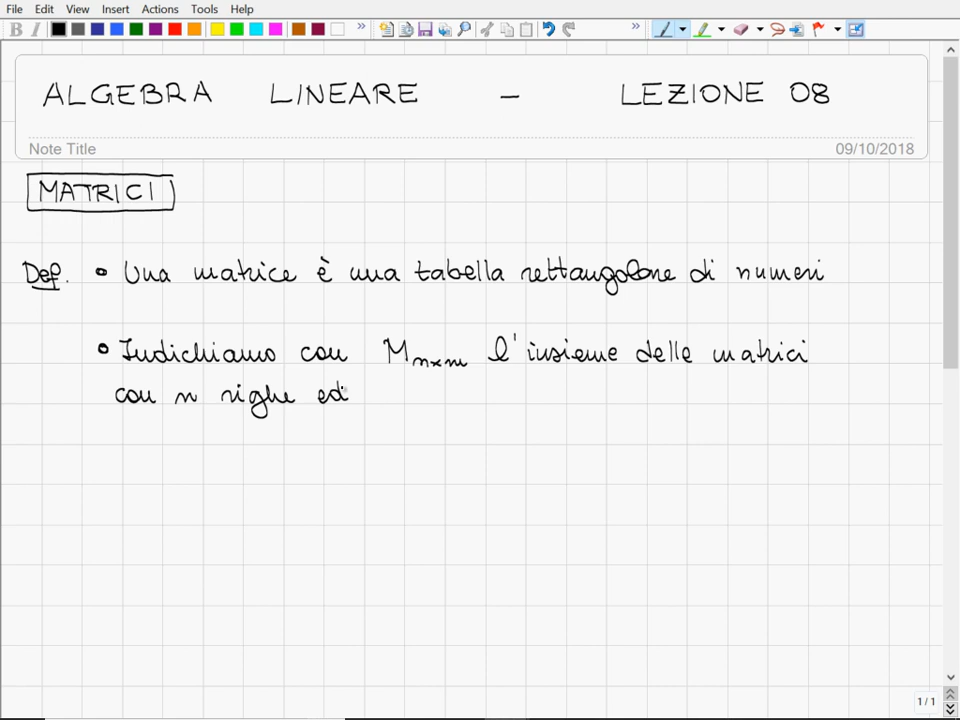 File Edit View Insert Actions Tools Help
B I » »
ALGEBRA LINEARE - LEZIONE 08
Note Title 09/10/2018
MATRICI
Def. • Una matrice è una tabella rettangolare di numeri
• Indichiamo con Mn×m l'insieme delle matrici
con n righe ed
1/1